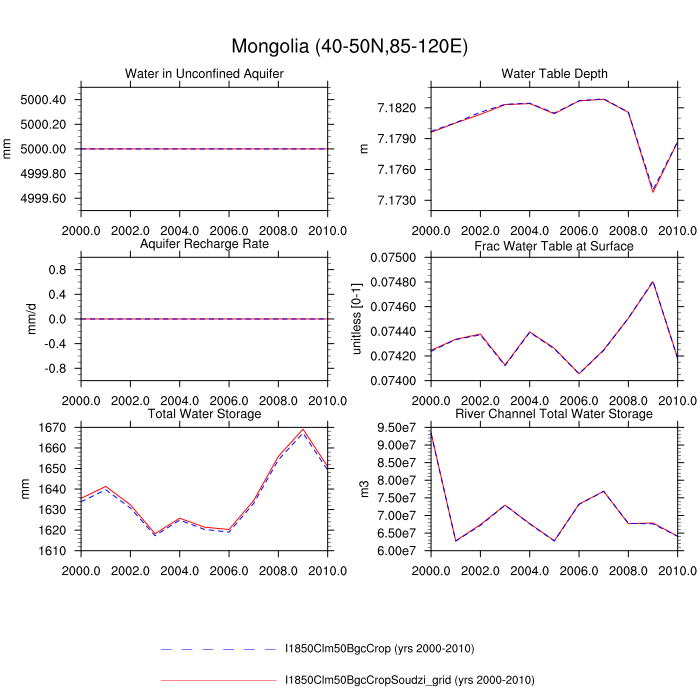 Mongolia (40-50N,85-120E)
Water in Unconfined Aquifer
5000.40
5000.20
5000.00
4999.80
4999.60
mm
2000.0 2002.0 2004.0 2006.0 2008.0 2010.0
Water Table Depth
7.1820
7.1790
7.1760
7.1730
m
2000.0 2002.0 2004.0 2006.0 2008.0 2010.0
Aquifer Recharge Rate
0.8
0.4
0.0
-0.4
-0.8
mm/d
2000.0 2002.0 2004.0 2006.0 2008.0 2010.0
Frac Water Table at Surface
0.07500
0.07480
0.07460
0.07440
0.07420
0.07400
unitless [0-1]
2000.0 2002.0 2004.0 2006.0 2008.0 2010.0
Total Water Storage
1670
1660
1650
1640
1630
1620
1610
mm
2000.0 2002.0 2004.0 2006.0 2008.0 2010.0
River Channel Total Water Storage
9.50e7
9.00e7
8.50e7
8.00e7
7.50e7
7.00e7
6.50e7
6.00e7
m3
2000.0 2002.0 2004.0 2006.0 2008.0 2010.0
I1850Clm50BgcCrop (yrs 2000-2010)
I1850Clm50BgcCropSoudzi_grid (yrs 2000-2010)